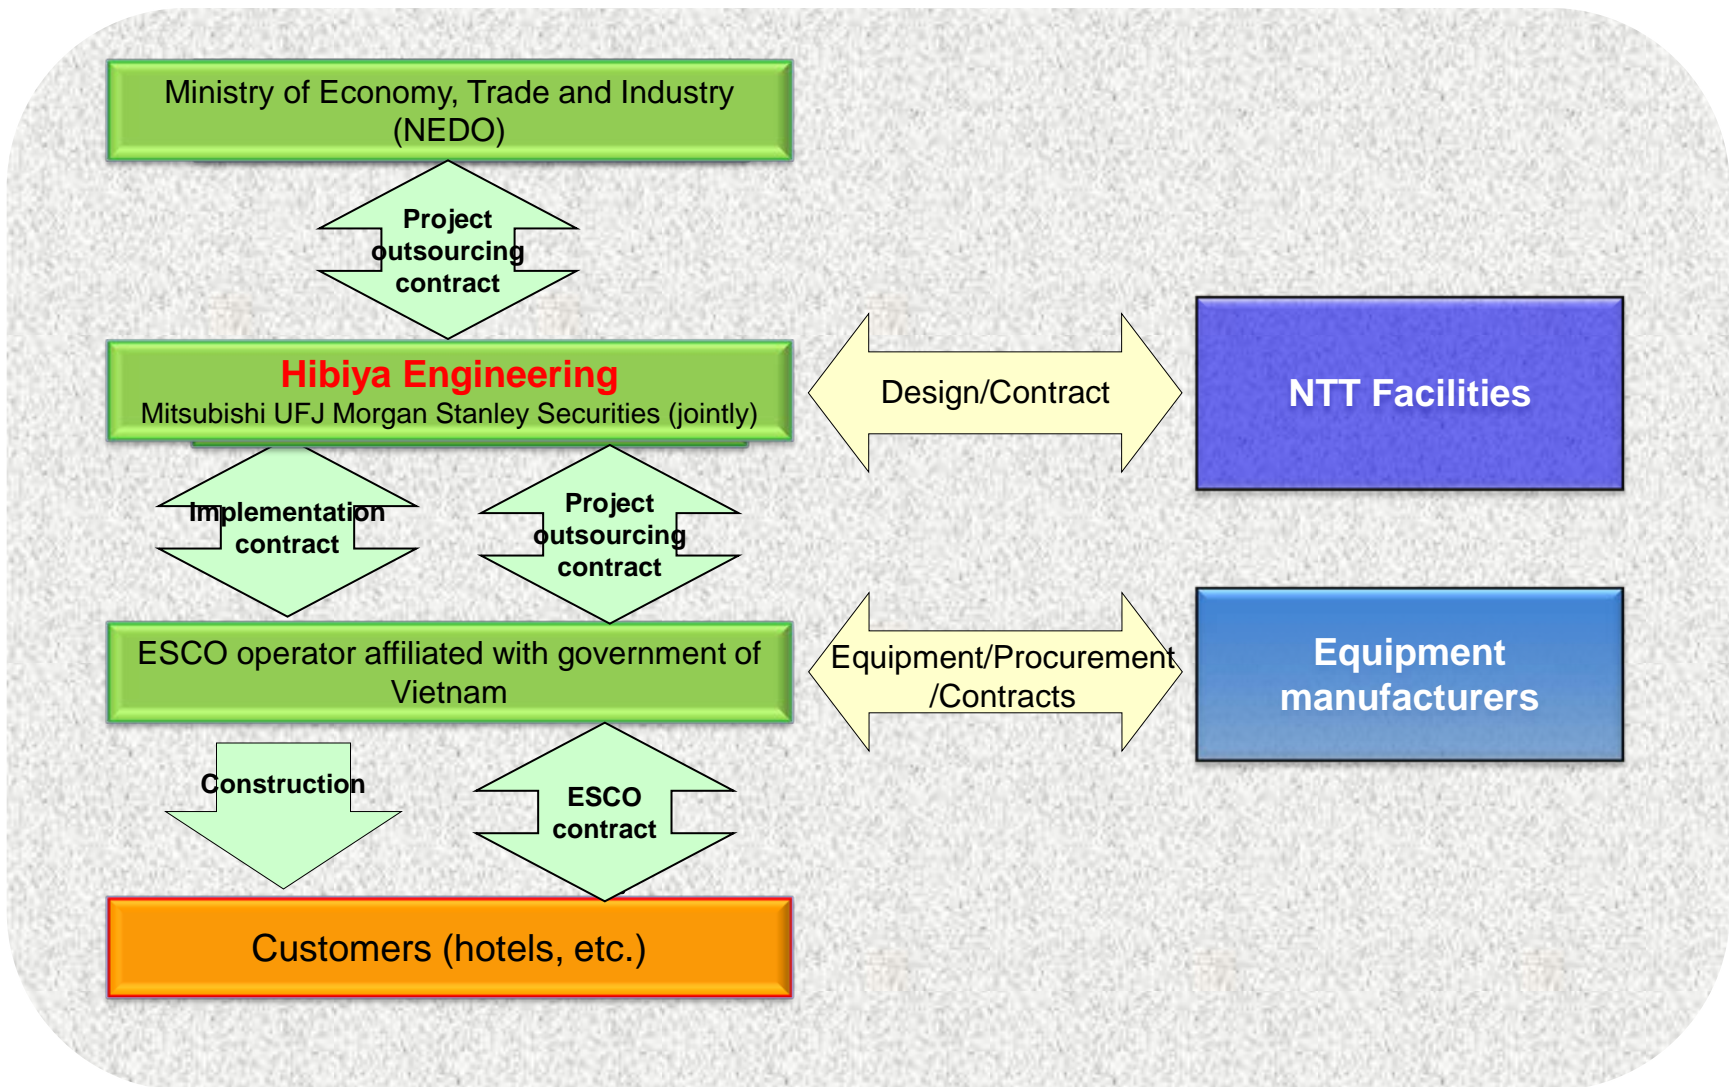 Ministry of Economy, Trade and Industry
(NEDO)
Project
outsourcing
contract
Hibiya Engineering
Mitsubishi UFJ Morgan Stanley Securities (jointly)
Design/Contract
NTT Facilities
Implementation
contract
Project
outsourcing
contract
ESCO operator affiliated with government of
Vietnam
Equipment/Procurement
/Contracts
Equipment
manufacturers
Construction
ESCO
contract
Customers (hotels, etc.)